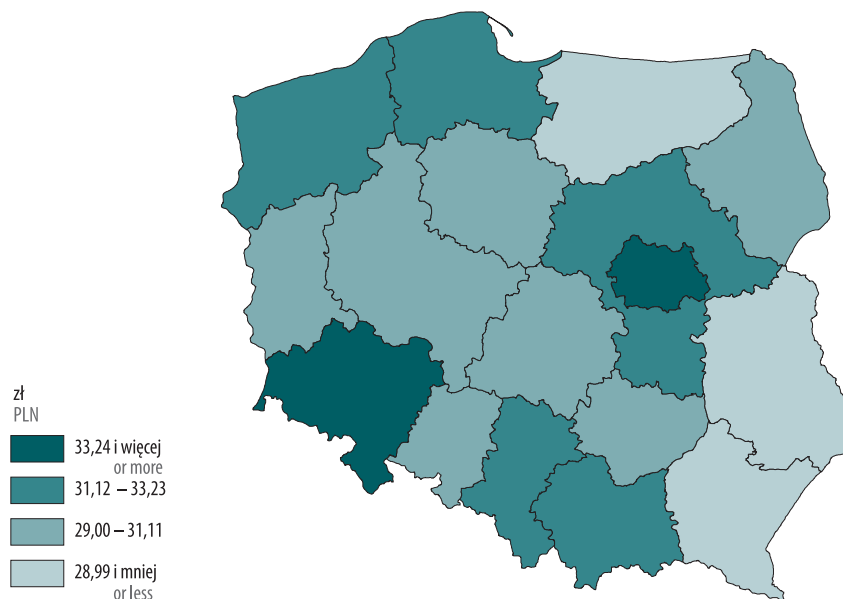 zł
PLN
33,24 i więcej
or more
31,12 – 33,23
29,00 – 31,11
28,99 i mniej
or less